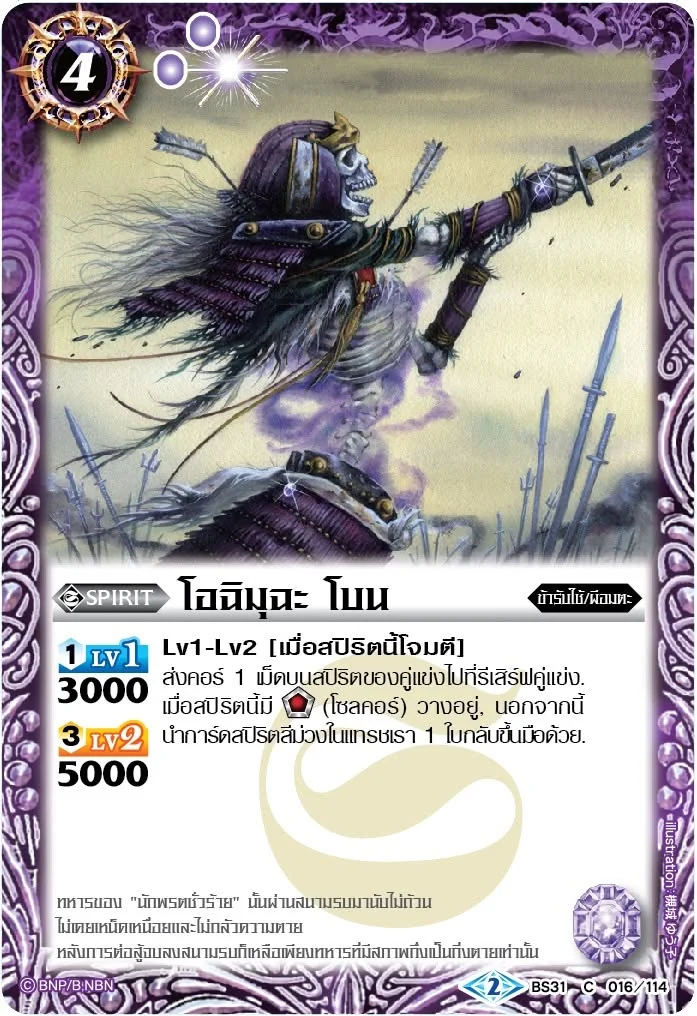 4
SPIRIT
โอจิมุฉะ โบน
ข้ารับใช้/ผีอมตะ
1 LV1
3000
3 LV2
5000
Lv1-Lv2 [เมื่อสปิริตนี้โจมตี]
ส่งคอร์ 1 เม็ดบนสปิริตของคู่แข่งไปที่รีเสิร์ฟคู่แข่ง.
เมื่อสปิริตนี้มี (โซลคอร์) วางอยู่, นอกจากนี้
นำการ์ดสปิริตสีม่วงในแทรชเรา 1 ใบกลับขึ้นมือด้วย.
ทหารของ "นักพรตชั่วร้าย" นั้นผ่านสนามรบมานับไม่ถ้วน
ไม่เคยเหน็ดเหนื่อยและไม่กลัวความตาย
หลังการต่อสู้จบลงสนามรบก็เหลือเพียงทหารที่มีสภาพกึ่งเป็นกึ่งตายเท่านั้น
illustration: 機城 ゆう子
©BNP/B.NBN
2
BS31 C 016/114